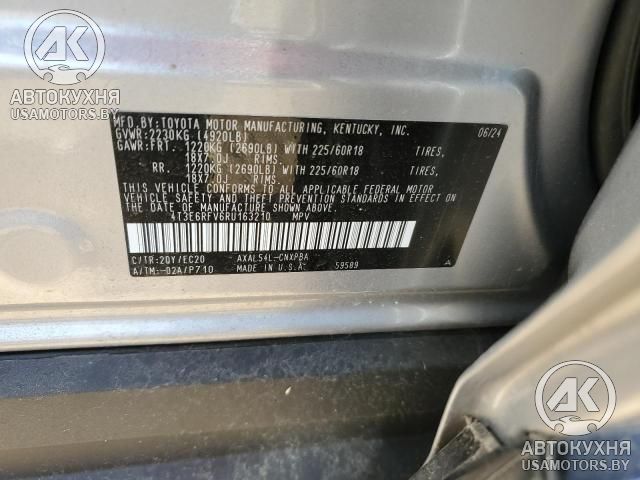 АК
АВТОКУХНЯ
USAMOTORS.BY
MFD.BY:TOYOTA MOTOR MANUFACTURING, KENTUCKY, INC. 06/24
GVWR:2230KG (4920LB)
GAWR:FRT. 1220KG (2690LB) WITH 225/60R18 TIRES,
18X7.0J RIMS.
RR. 1220KG (2690LB) WITH 225/60R18 TIRES,
18X7.0J RIMS.
THIS VEHICLE CONFORMS TO ALL APPLICABLE FEDERAL MOTOR
VEHICLE SAFETY AND THEFT PREVENTION STANDARDS IN EFFECT
ON THE DATE OF MANUFACTURE SHOWN ABOVE.
4T3E6RFV6RU163210 MPV
C/TR:2QY/EC20 AXAL54L-CNXPBA
A/TM:-02A/P710 MADE IN U.S.A. 59589
АК
АВТОКУХНЯ
USAMOTORS.BY